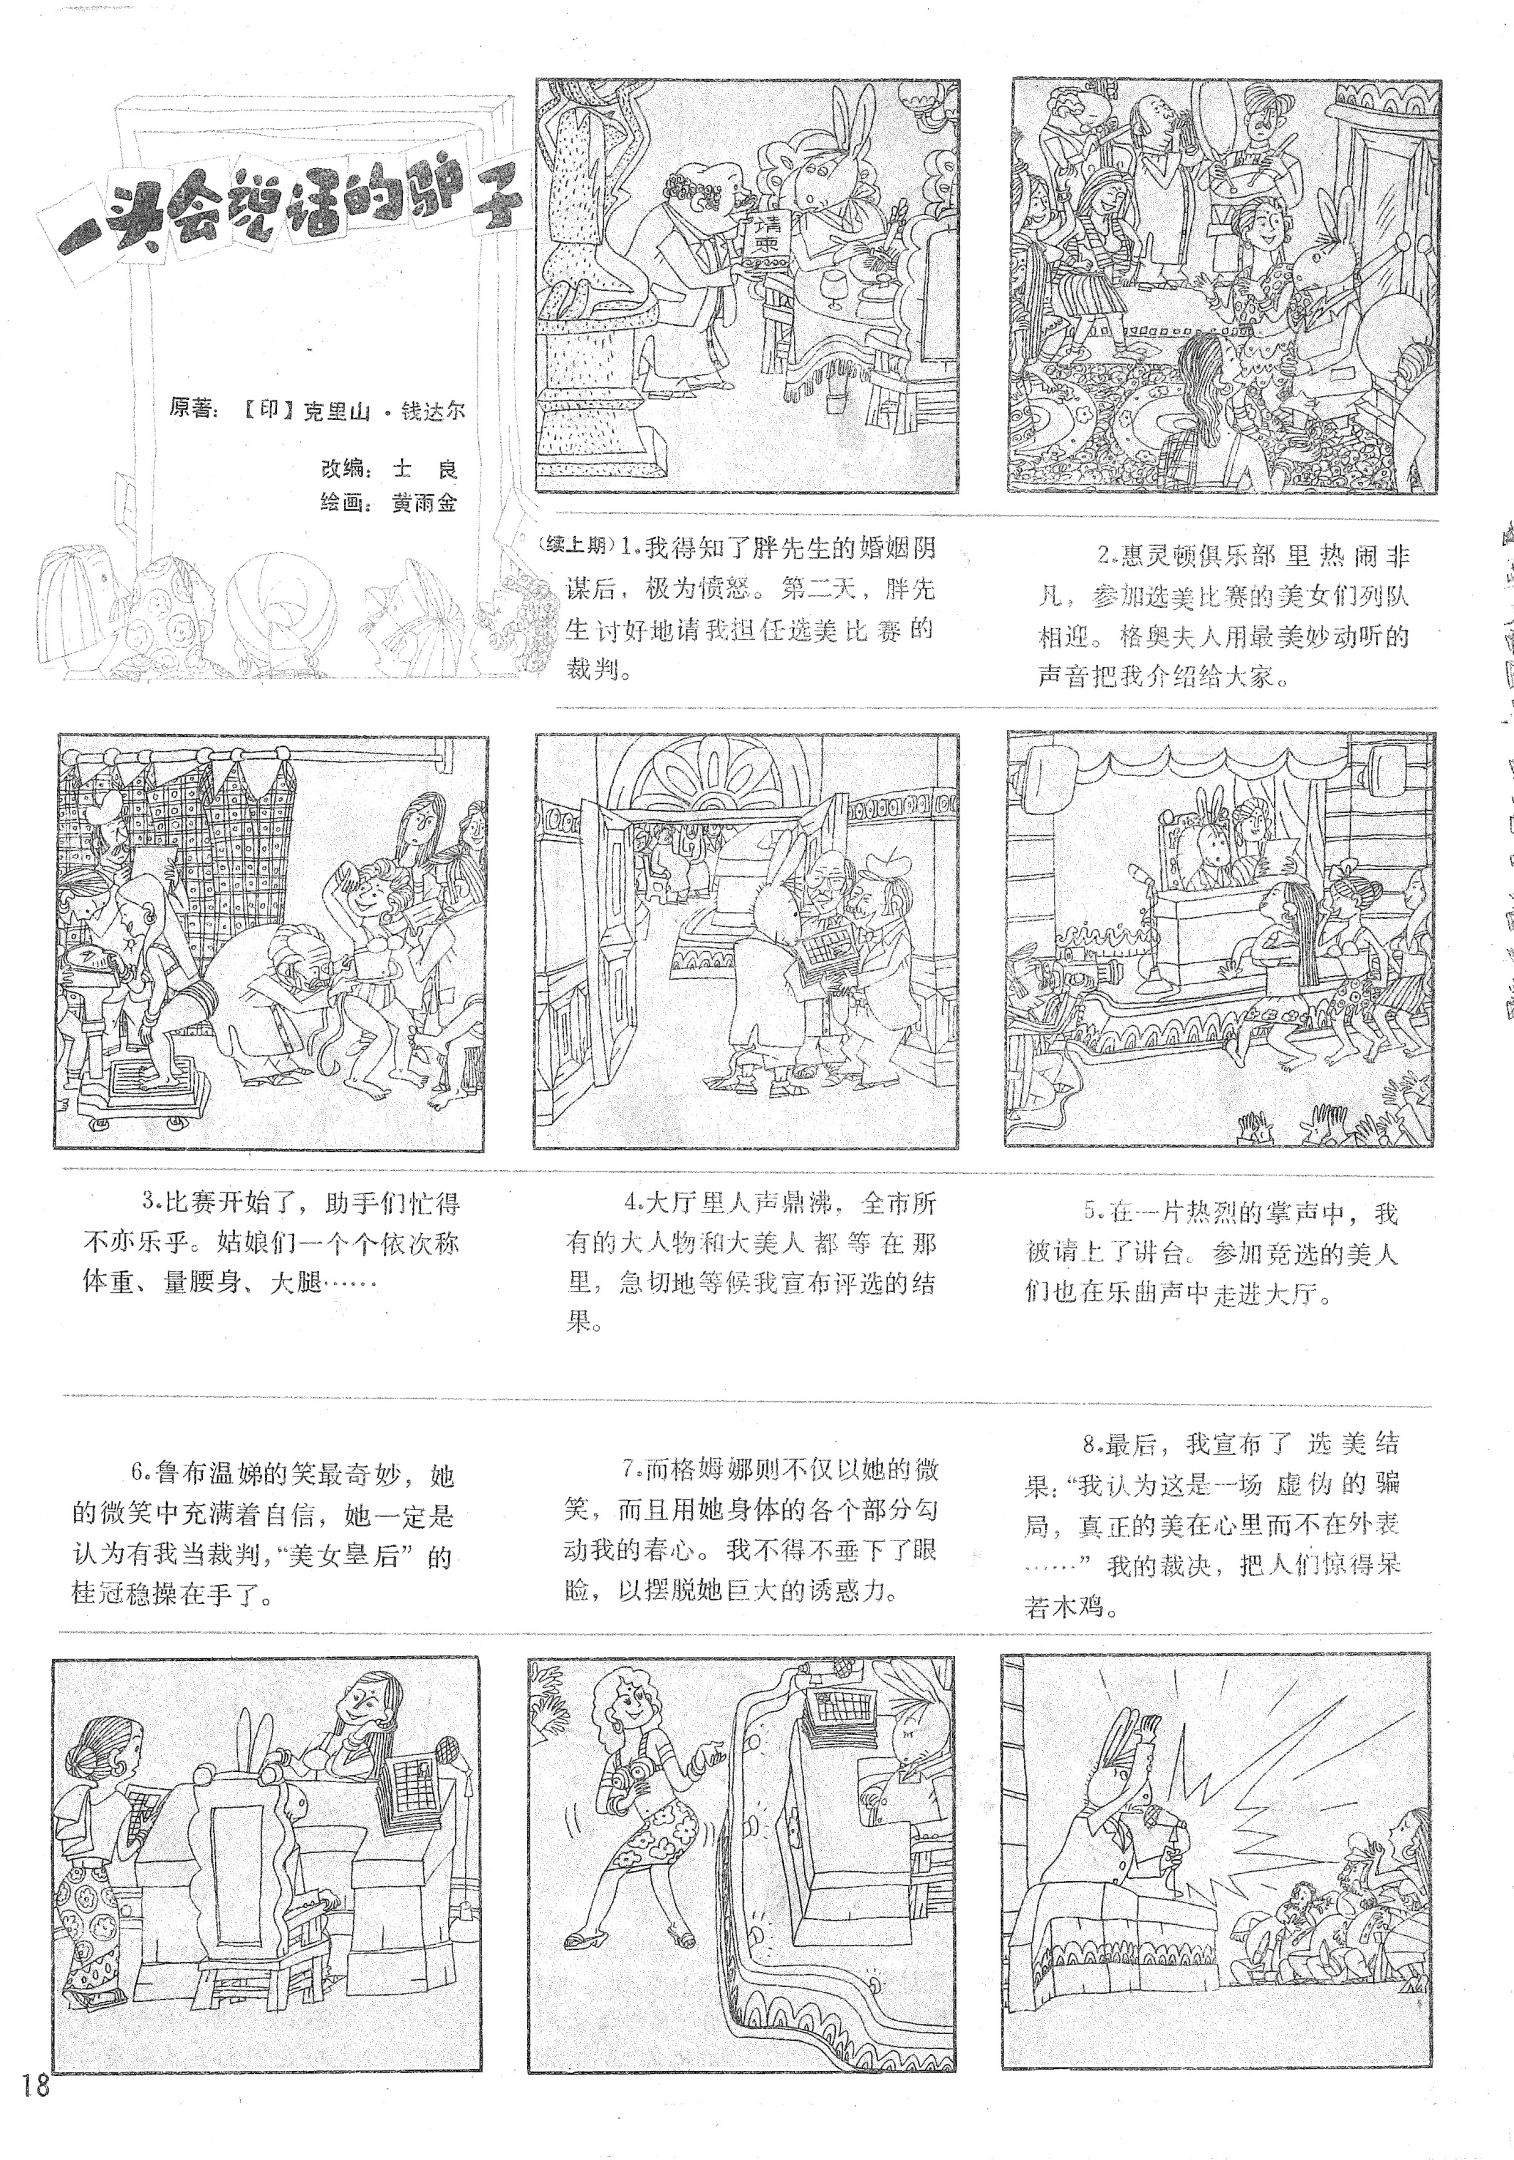 一头会说话的驴子
原著：【印】克里山·钱达尔
改编：士 良
绘画：黄雨金
请柬
（续上期）1.我得知了胖先生的婚姻阴
谋后，极为愤怒。第二天，胖先
生讨好地请我担任选美比赛的
裁判。
2.惠灵顿俱乐部里热闹非
凡，参加选美比赛的美女们列队
相迎。格奥夫人用最美妙动听的
声音把我介绍给大家。
3.比赛开始了，助手们忙得
不亦乐乎。姑娘们一个个依次称
体重、量腰身、大腿……
4.大厅里人声鼎沸，全市所
有的大人物和大美人都等在那
里，急切地等候我宣布评选的结
果。
5.在一片热烈的掌声中，我
被请上了讲台。参加竞选的美人
们也在乐曲声中走进大厅。
6.鲁布温娣的笑最奇妙，她
的微笑中充满着自信，她一定是
认为有我当裁判，“美女皇后”的
桂冠稳操在手了。
7.而格姆娜则不仅以她的微
笑，而且用她身体的各个部分勾
动我的春心。我不得不垂下了眼
睑，以摆脱她巨大的诱惑力。
8.最后，我宣布了选美结
果：“我认为这是一场虚伪的骗
局，真正的美在心里而不在外表
……”我的裁决，把人们惊得呆
若木鸡。
18